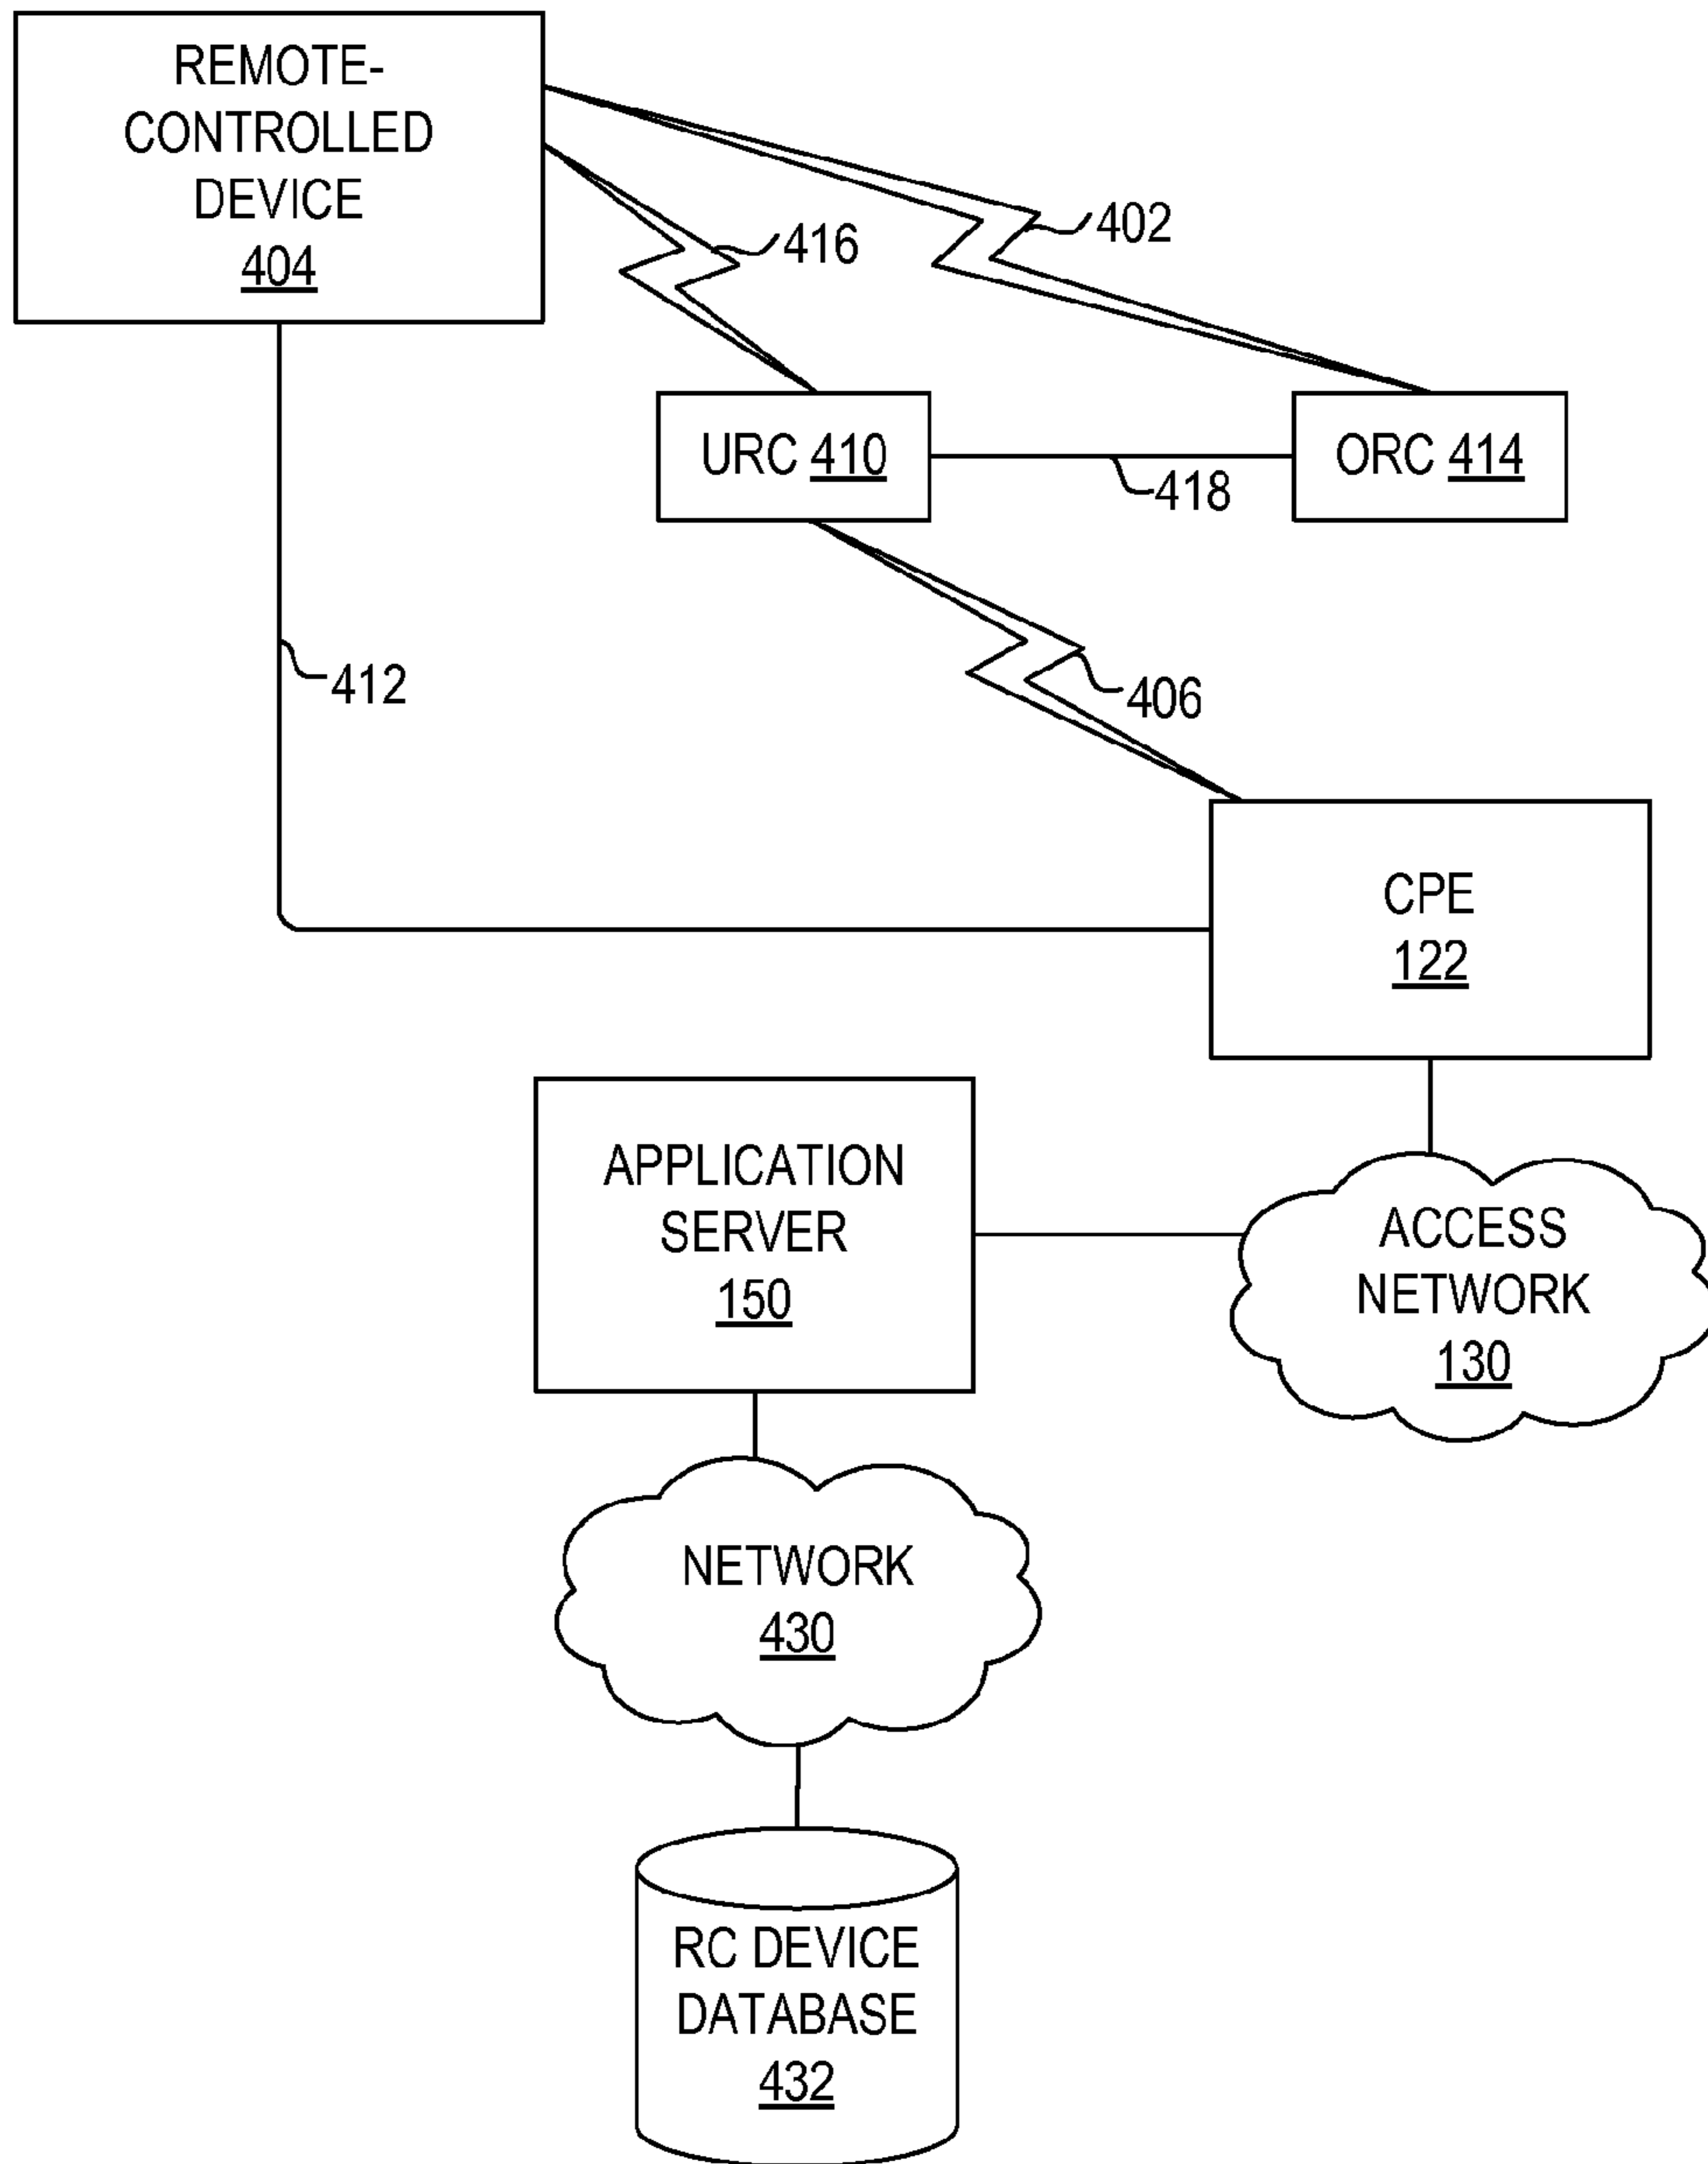 REMOTE-
CONTROLLED
DEVICE
404
402
416
URC 410
ORC 414
418
412
406
CPE
122
APPLICATION
SERVER
150
ACCESS
NETWORK
130
NETWORK
430
RC DEVICE
DATABASE
432